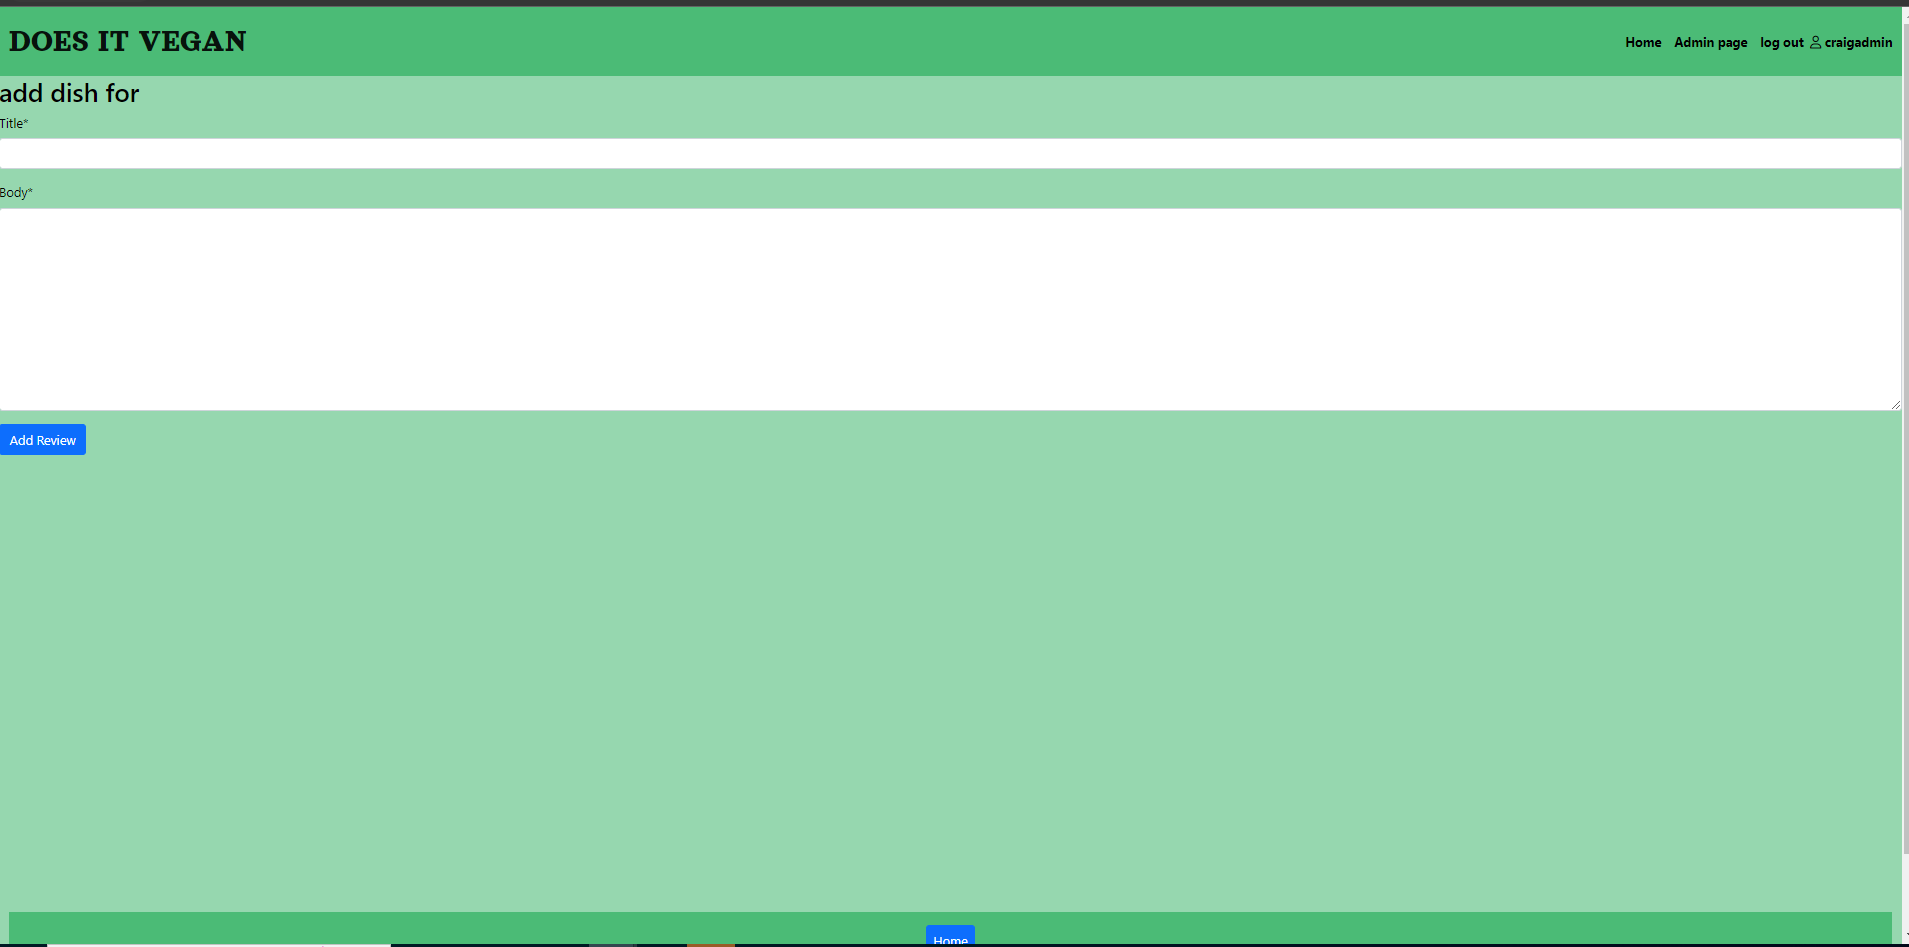 DOES IT VEGAN
Home Admin page log out craigadmin
add dish for
Title*
Body*
Add Review
Home